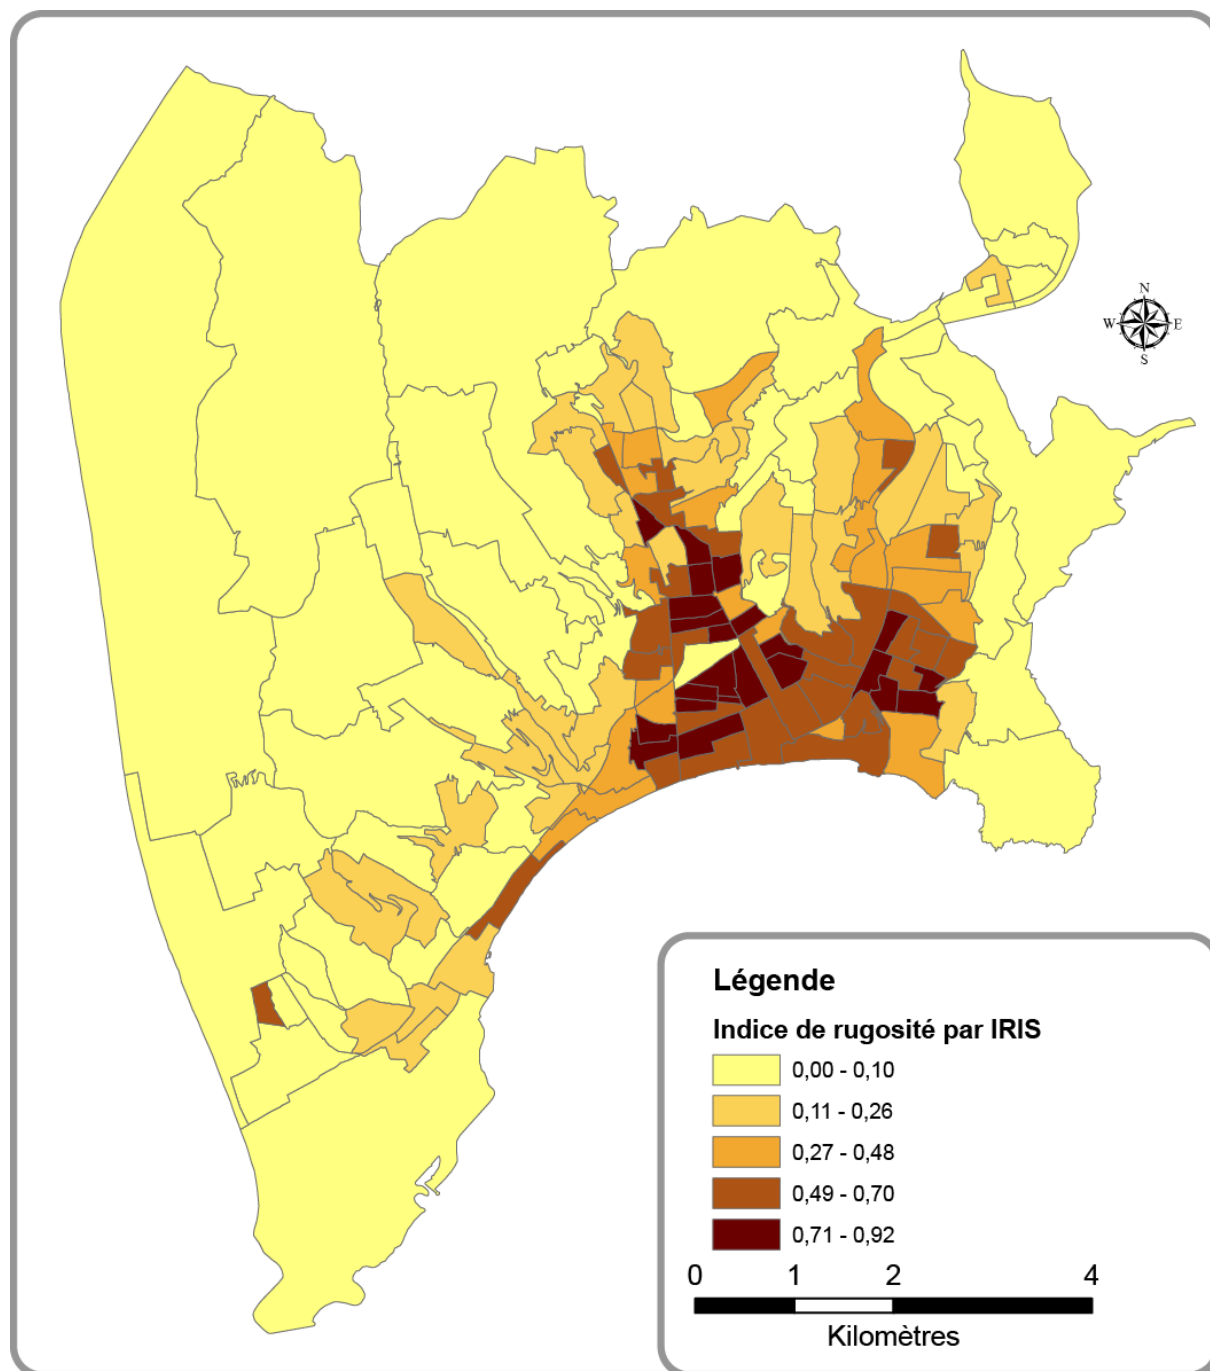 N
W E
S
Légende
Indice de rugosité par IRIS
0,00 - 0,10
0,11 - 0,26
0,27 - 0,48
0,49 - 0,70
0,71 - 0,92
0 1 2 4
Kilomètres